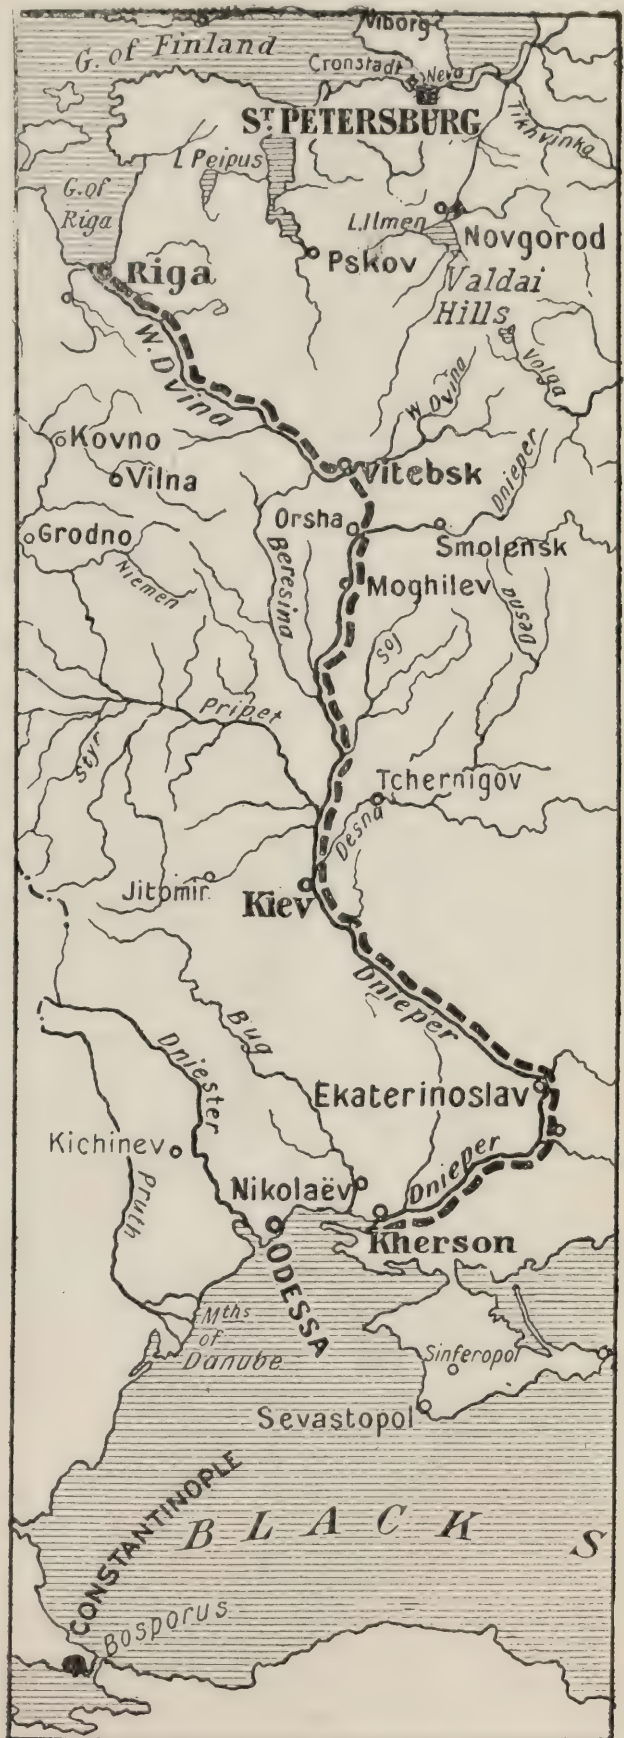 Viborg
G. of Finland
Cronstadt
Neva
ST. PETERSBURG
Tikhvinka
L Peipus
G. of
Riga
L. Ilmen
Novgorod
Pskov
Riga
Valdai
Hills
Volga
W. Dvina
W Dvina
Kovno
Vitebsk
Vilna
Dnieper
Orsha
Grodno
Smolensk
Beresina
Niemen
Moghilev
Desna
Soj
Pripet
Styr
Tchernigov
Desna
Jitomir
Kiev
Dnieper
Bug
Dniester
Ekaterinoslav
Kichinev
Dnieper
Nikolaëv
Pruth
Kherson
ODESSA
Mths
of
Danube
Sinferopol
Sevastopol
CONSTANTINOPLE
BLACK S
Bosporus